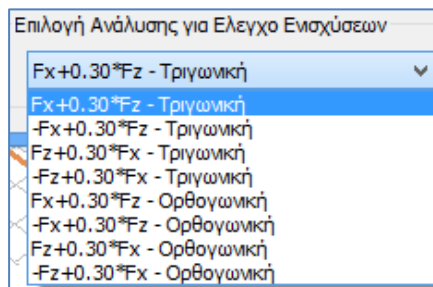 Επιλογή Ανάλυσης για Ελεγχο Ενισχύσεων
Fx+0.30*Fz - Τριγωνική
Fx+0.30*Fz - Τριγωνική
-Fx+0.30*Fz - Τριγωνική
Fz+0.30*Fx - Τριγωνική
-Fz+0.30*Fx - Τριγωνική
Fx+0.30*Fz - Ορθογωνική
-Fx+0.30*Fz - Ορθογωνική
Fz+0.30*Fx - Ορθογωνική
-Fz+0.30*Fx - Ορθογωνική